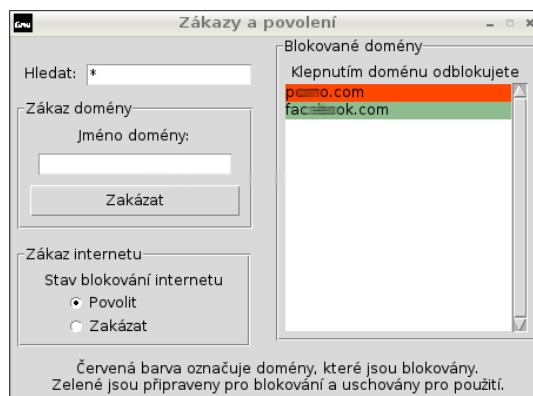 Zákazy a povolení
Hledat: *
Zákaz domény
Jméno domény:
Zakázat
Zákaz internetu
Stav blokování internetu
Povolit
Zakázat
Blokované domény
Klepnutím doménu odblokujete
Červená barva označuje domény, které jsou blokovány.
Zelené jsou připraveny pro blokování a uschovány pro použití.